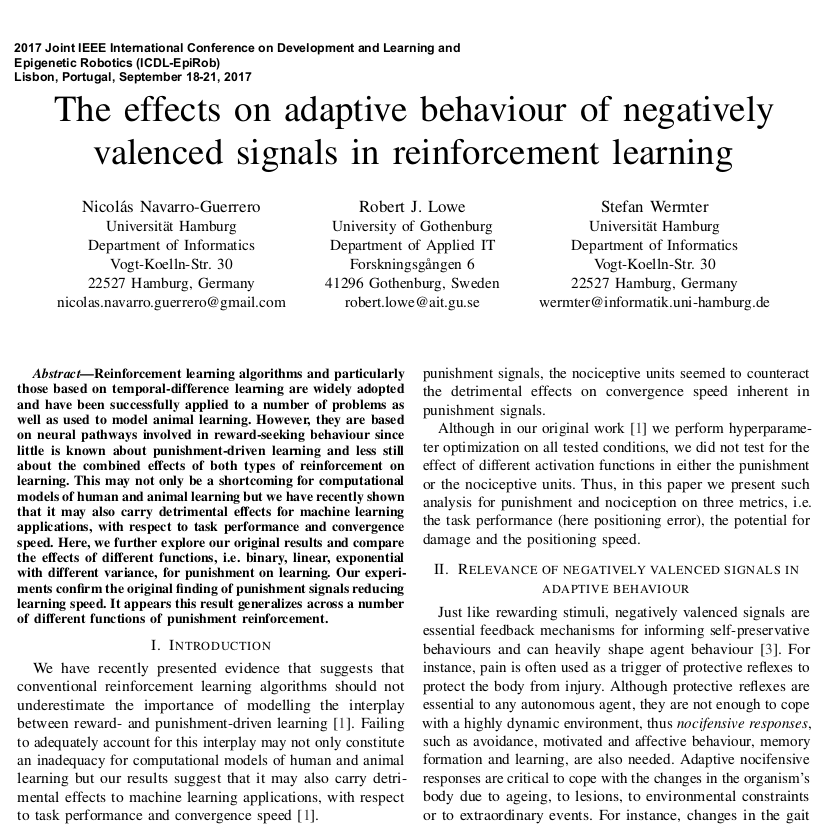 2017 Joint IEEE International Conference on Development and Learning and
Epigenetic Robotics (ICDL-EpiRob)
Lisbon, Portugal, September 18-21, 2017
The effects on adaptive behaviour of negatively
valenced signals in reinforcement learning
Nicolás Navarro-Guerrero
Universität Hamburg
Department of Informatics
Vogt-Koelln-Str. 30
22527 Hamburg, Germany
nicolas.navarro.guerrero@gmail.com
Robert J. Lowe
University of Gothenburg
Department of Applied IT
Forskningsgången 6
41296 Gothenburg, Sweden
robert.lowe@ait.gu.se
Stefan Wermter
Universität Hamburg
Department of Informatics
Vogt-Koelln-Str. 30
22527 Hamburg, Germany
wermter@informatik.uni-hamburg.de
Abstract—Reinforcement learning algorithms and particularly
those based on temporal-difference learning are widely adopted
and have been successfully applied to a number of problems as
well as used to model animal learning. However, they are based
on neural pathways involved in reward-seeking behaviour since
little is known about punishment-driven learning and less still
about the combined effects of both types of reinforcement on
learning. This may not only be a shortcoming for computational
models of human and animal learning but we have recently shown
that it may also carry detrimental effects for machine learning
applications, with respect to task performance and convergence
speed. Here, we further explore our original results and compare
the effects of different functions, i.e. binary, linear, exponential
with different variance, for punishment on learning. Our experi-
ments confirm the original finding of punishment signals reducing
learning speed. It appears this result generalizes across a number
of different functions of punishment reinforcement.
I. INTRODUCTION
We have recently presented evidence that suggests that
conventional reinforcement learning algorithms should not
underestimate the importance of modelling the interplay
between reward- and punishment-driven learning [1]. Failing
to adequately account for this interplay may not only constitute
an inadequacy for computational models of human and animal
learning but our results suggest that it may also carry detri-
mental effects to machine learning applications, with respect
to task performance and convergence speed [1].
punishment signals, the nociceptive units seemed to counteract
the detrimental effects on convergence speed inherent in
punishment signals.
Although in our original work [1] we perform hyperparame-
ter optimization on all tested conditions, we did not test for the
effect of different activation functions in either the punishment
or the nociceptive units. Thus, in this paper we present such
analysis for punishment and nociception on three metrics, i.e.
the task performance (here positioning error), the potential for
damage and the positioning speed.
II. RELEVANCE OF NEGATIVELY VALENCED SIGNALS IN
ADAPTIVE BEHAVIOUR
Just like rewarding stimuli, negatively valenced signals are
essential feedback mechanisms for informing self-preservative
behaviours and can heavily shape agent behaviour [3]. For
instance, pain is often used as a trigger of protective reflexes to
protect the body from injury. Although protective reflexes are
essential to any autonomous agent, they are not enough to cope
with a highly dynamic environment, thus nocifensive responses,
such as avoidance, motivated and affective behaviour, memory
formation and learning, are also needed. Adaptive nocifensive
responses are critical to cope with the changes in the organism's
body due to ageing, to lesions, to environmental constraints
or to extraordinary events. For instance, changes in the gait